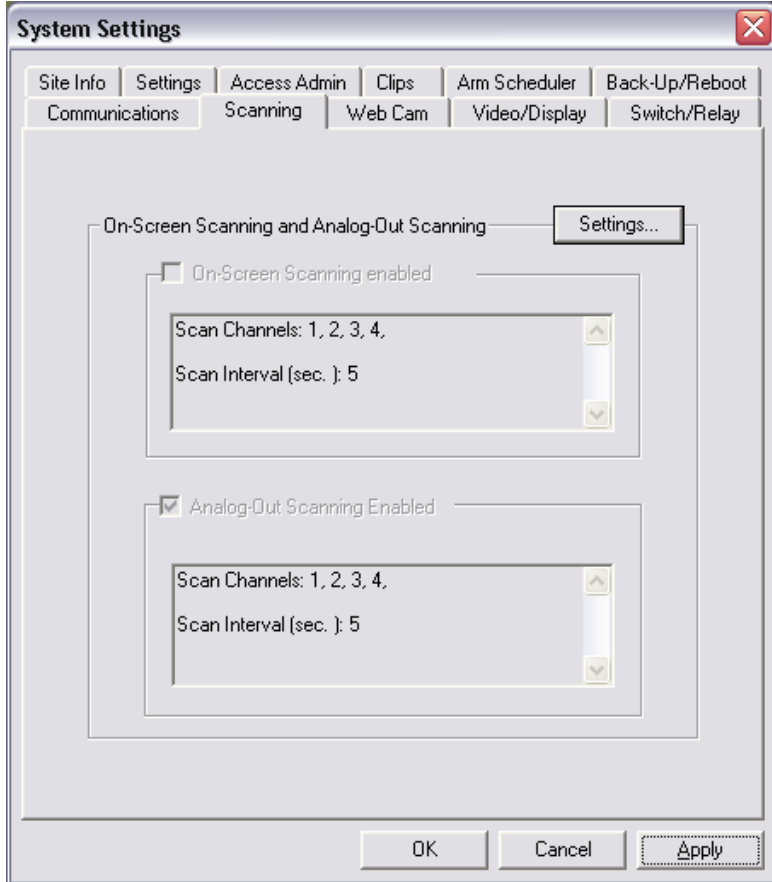 System Settings
Site Info Settings Access Admin Clips Arm Scheduler Back-Up/Reboot
Communications Scanning Web Cam Video/Display Switch/Relay
On-Screen Scanning and Analog-Out Scanning Settings...
On-Screen Scanning enabled
Scan Channels: 1, 2, 3, 4,
Scan Interval (sec. ): 5
Analog-Out Scanning Enabled
Scan Channels: 1, 2, 3, 4,
Scan Interval (sec. ): 5
OK Cancel Apply